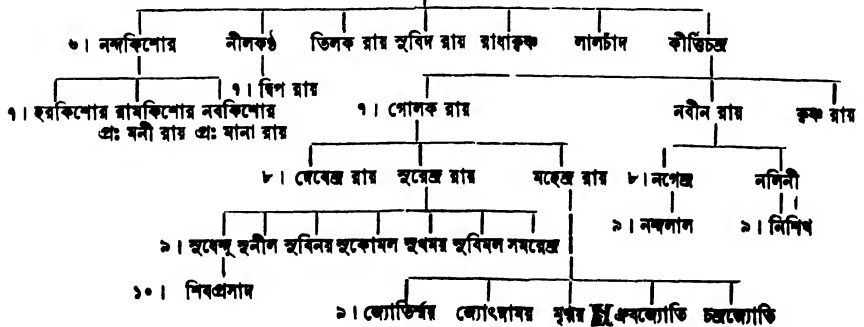 ৬। নন্দকিশোর নীলকণ্ঠ তিলক রায় সুবিদ রায় রাধাকৃষ্ণ লালচাঁদ কীর্ত্তিচন্দ্র
৭। হরকিশোর রামকিশোর নবকিশোর ৭। দ্বিপ রায়
প্রঃ মনী রায় প্রঃ মানা রায়
৭। গোলক রায় নবীন রায় কৃষ্ণ রায়
৮। দেবেন্দ্র রায় সুরেন্দ্র রায় মহেন্দ্র রায় ৮। নগেন্দ্র নলিনী
৯। সুধেন্দু সুনীল সুবিনয় সুকোমল সুখময় সুবিমল সমরেন্দ্র ৯। নন্দলাল ৯। নিশিথ
১০। শিবপ্রসাদ
৯। জ্যোতির্ম্ময় জ্যোৎস্নাময় মৃন্ময় ধ্রুবজ্যোতি চন্দ্রজ্যোতি